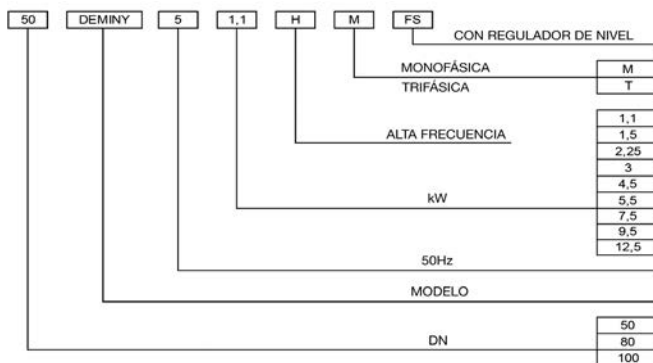 50 DEMINY 5 1,1 H M FS
CON REGULADOR DE NIVEL
MONOFÁSICA M
TRIFÁSICA T
1,1
ALTA FRECUENCIA 1,5
2,25
3
4,5
kW 5,5
7,5
9,5
12,5
50Hz
MODELO
50
DN 80
100